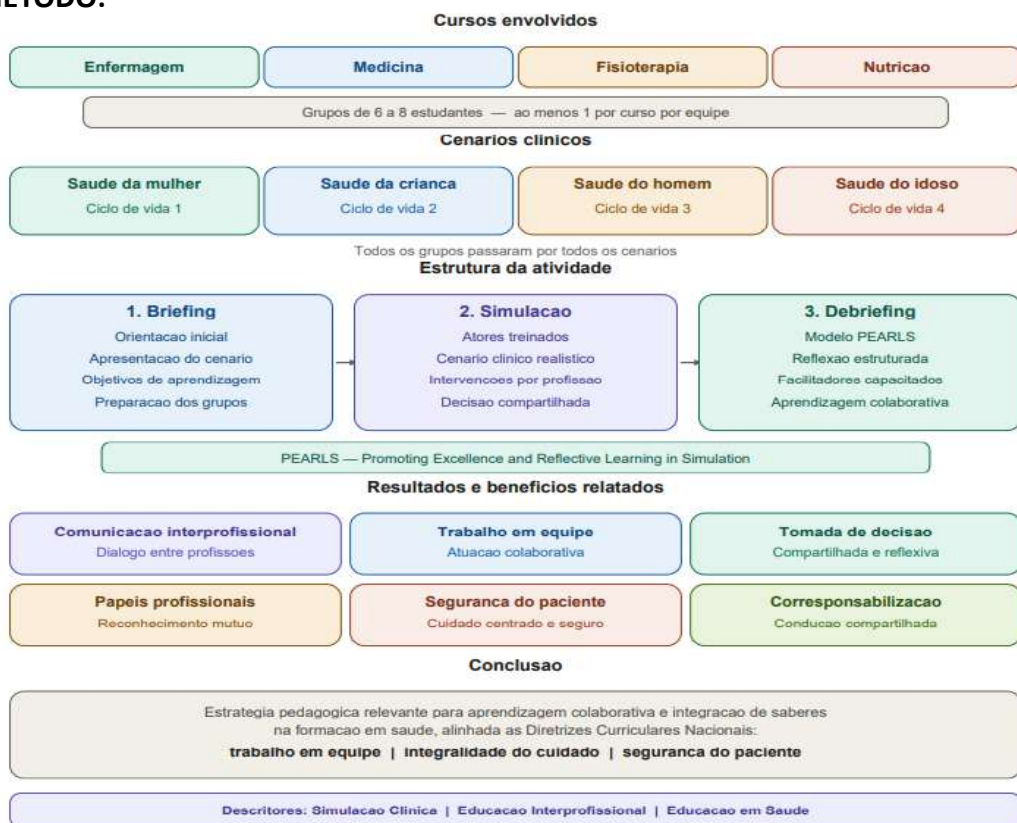 ETODO:
Cursos envolvidos
Enfermagem
Medicina
Fisioterapia
Nutricao
Grupos de 6 a 8 estudantes — ao menos 1 por curso por equipe
Cenarios clinicos
Saude da mulher
Ciclo de vida 1
Saude da crianca
Ciclo de vida 2
Saude do homem
Ciclo de vida 3
Saude do idoso
Ciclo de vida 4
Todos os grupos passaram por todos os cenarios
Estrutura da atividade
1. Briefing
Orientacao inicial
Apresentacao do cenario
Objetivos de aprendizagem
Preparacao dos grupos
2. Simulacao
Atores treinados
Cenario clinico realistico
Intervencoes por profissao
Decisao compartilhada
3. Debriefing
Modelo PEARLS
Reflexao estruturada
Facilitadores capacitados
Aprendizagem colaborativa
PEARLS — Promoting Excellence and Reflective Learning in Simulation
Resultados e beneficios relatados
Comunicacao interprofissional
Dialogo entre profissoes
Trabalho em equipe
Atuacao colaborativa
Tomada de decisao
Compartilhada e reflexiva
Papeis profissionais
Reconhecimento mutuo
Seguranca do paciente
Cuidado centrado e seguro
Corresponsabilizacao
Conducao compartilhada
Conclusao
Estrategia pedagogica relevante para aprendizagem colaborativa e integracao de saberes
na formacao em saude, alinhada as Diretrizes Curriculares Nacionais:
trabalho em equipe | integralidade do cuidado | seguranca do paciente
Descritores: Simulacao Clinica | Educacao Interprofissional | Educacao em Saude